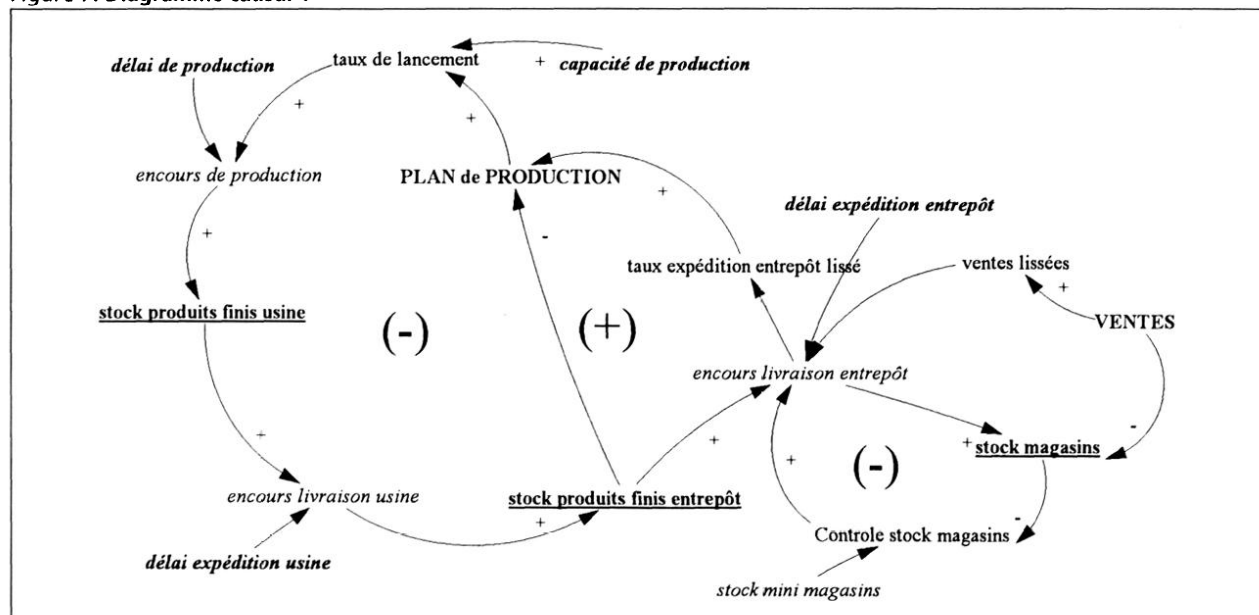 Figure 1. Diagramme causal 1
délai de production
taux de lancement
+
capacité de production
+
+
encours de production
PLAN de PRODUCTION
+
délai expédition entrepôt
+
-
taux expédition entrepôt lissé
ventes lissées
+
stock produits finis usine
(-)
(+)
VENTES
encours livraison entrepôt
+
+
-
+
stock magasins
+
(-)
encours livraison usine
stock produits finis entrepôt
+
Controle stock magasins
-
délai expédition usine
stock mini magasins